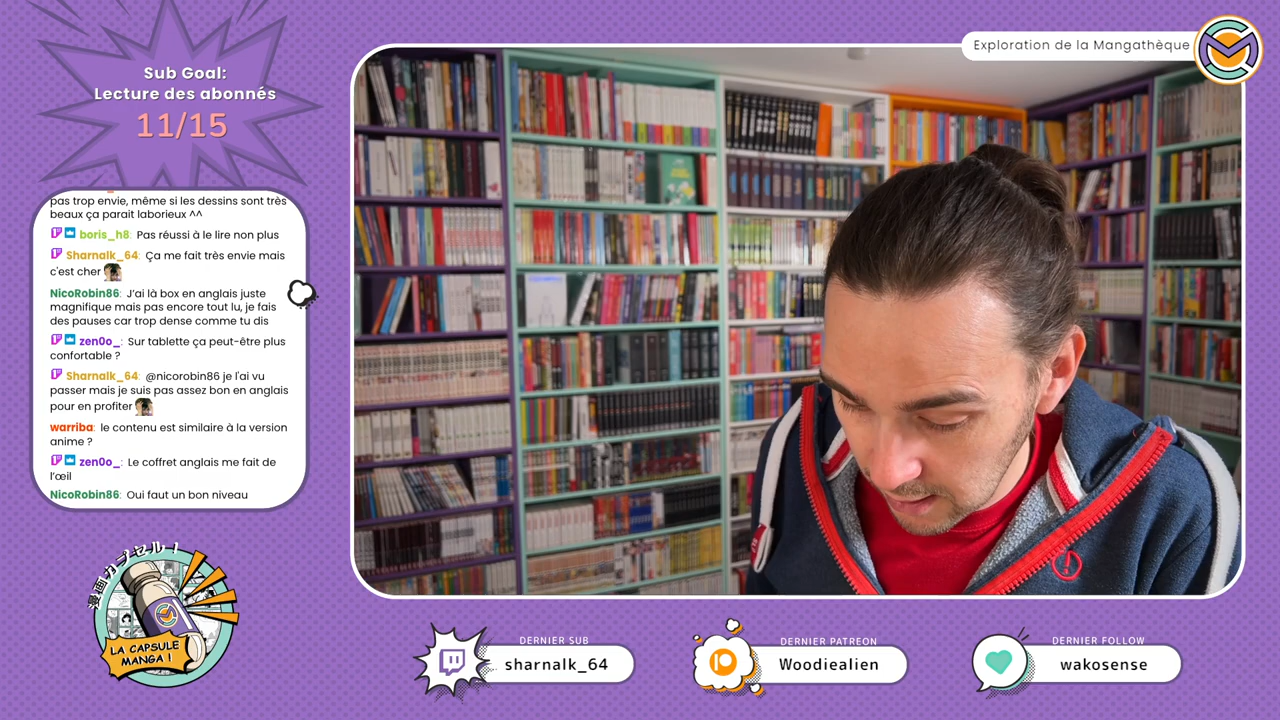 Sub Goal:
Lecture des abonnés
11/15
Exploration de la Mangathèque
pas trop envie, même si les dessins sont très
beaux ça parait laborieux ^^
boris_h8: Pas réussi à le lire non plus
Sharnalk_64: Ça me fait très envie mais
c'est cher
NicoRobin86: J'ai là box en anglais juste
magnifique mais pas encore tout lu, je fais
des pauses car trop dense comme tu dis
zen0o_: Sur tablette ça peut-être plus
confortable ?
Sharnalk_64: @nicorobin86 je l'ai vu
passer mais je suis pas assez bon en anglais
pour en profiter
warriba: le contenu est similaire à la version
anime ?
zen0o_: Le coffret anglais me fait de
l'œil
NicoRobin86: Oui faut un bon niveau
漫画カプセル!
LA CAPSULE
MANGA !
DERNIER SUB
sharnalk_64
DERNIER PATREON
Woodiealien
DERNIER FOLLOW
wakosense